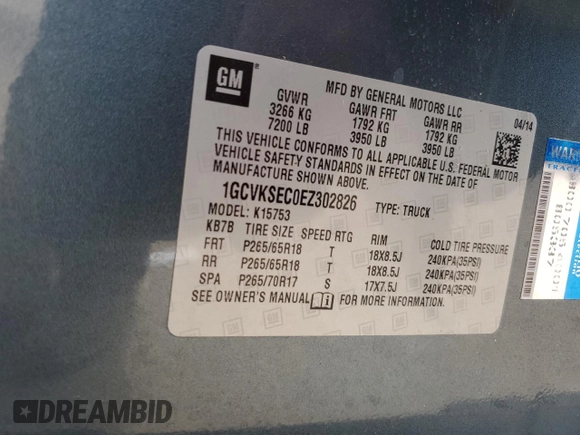 GM
MFD BY GENERAL MOTORS LLC
GVWR GAWR FRT GAWR RR 04/14
3266 KG 1792 KG 1792 KG
7200 LB 3950 LB 3950 LB
THIS VEHICLE CONFORMS TO ALL APPLICABLE U.S. FEDERAL MOTOR
VEHICLE SAFETY STANDARDS IN EFFECT ON THE DATE OF
MANUFACTURE SHOWN ABOVE.
1GCVKSEC0EZ302826 TYPE: TRUCK
MODEL: K15753
KB7B TIRE SIZE SPEED RTG RIM COLD TIRE PRESSURE
FRT P265/65R18 T 18X8.5J 240KPA(35PSI)
RR P265/65R18 T 18X8.5J 240KPA(35PSI)
SPA P265/70R17 S 17X7.5J 240KPA(35PSI)
SEE OWNER'S MANUAL FOR MORE INFORMATION.
DREAMBID